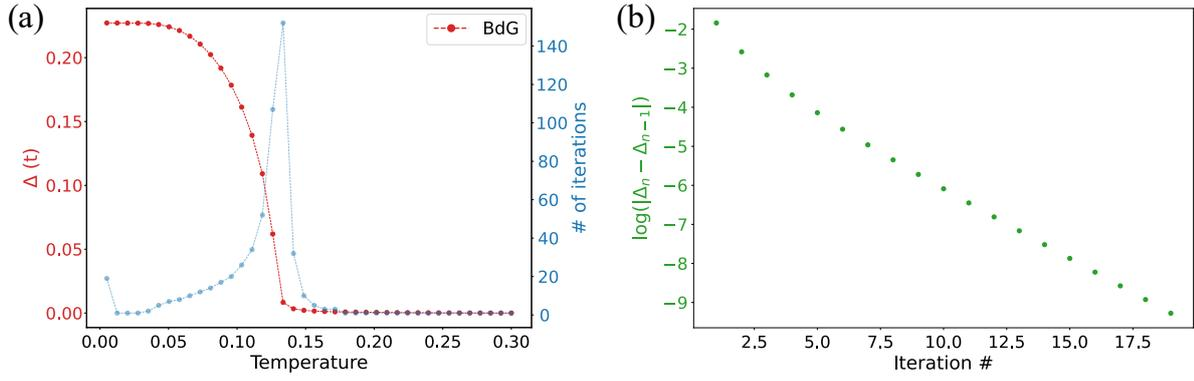 (a)
BdG
Δ (t)
0.20
0.15
0.10
0.05
0.00
140
120
100
80
60
40
20
0
# of iterations
0.00 0.05 0.10 0.15 0.20 0.25 0.30
Temperature
(b)
log(|Δn − Δn−1|)
−2
−3
−4
−5
−6
−7
−8
−9
2.5 5.0 7.5 10.0 12.5 15.0 17.5
Iteration #